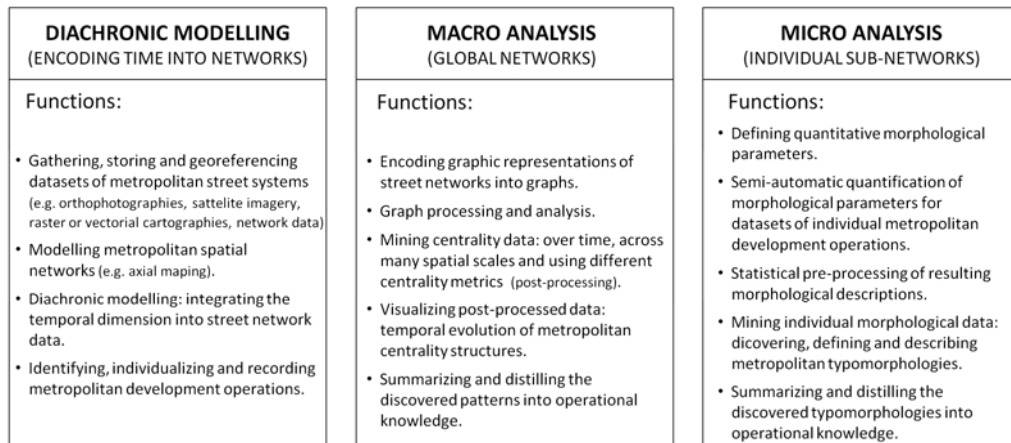 DIACHRONIC MODELLING
(ENCODING TIME INTO NETWORKS)
Functions:
• Gathering, storing and georeferencing
datasets of metropolitan street systems
(e.g. orthophotographies, sattelite imagery,
raster or vectorial cartographies, network data)
• Modelling metropolitan spatial
networks (e.g. axial maping).
• Diachronic modelling: integrating the
temporal dimension into street network
data.
• Identifying, individualizing and recording
metropolitan development operations.
MACRO ANALYSIS
(GLOBAL NETWORKS)
Functions:
• Encoding graphic representations of
street networks into graphs.
• Graph processing and analysis.
• Mining centrality data: over time, across
many spatial scales and using different
centrality metrics (post-processing).
• Visualizing post-processed data:
temporal evolution of metropolitan
centrality structures.
• Summarizing and distilling the
discovered patterns into operational
knowledge.
MICRO ANALYSIS
(INDIVIDUAL SUB-NETWORKS)
Functions:
• Defining quantitative morphological
parameters.
• Semi-automatic quantification of
morphological parameters for
datasets of individual metropolitan
development operations.
• Statistical pre-processing of resulting
morphological descriptions.
• Mining individual morphological data:
dicovering, defining and describing
metropolitan typomorphologies.
• Summarizing and distilling the
discovered typomorphologies into
operational knowledge.